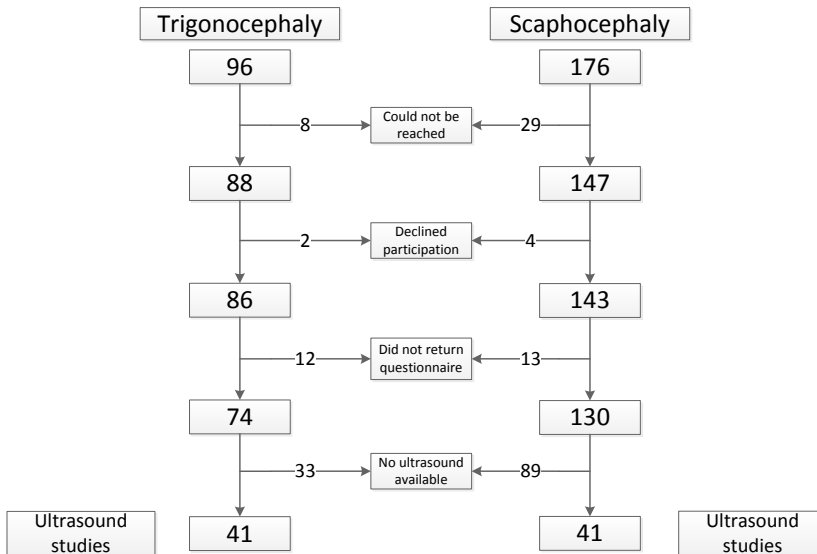 Trigonocephaly
Scaphocephaly
96
176
8
Could not be
reached
29
88
147
2
Declined
participation
4
86
143
12
Did not return
questionnaire
13
74
130
33
No ultrasound
available
89
Ultrasound
studies
41
41
Ultrasound
studies